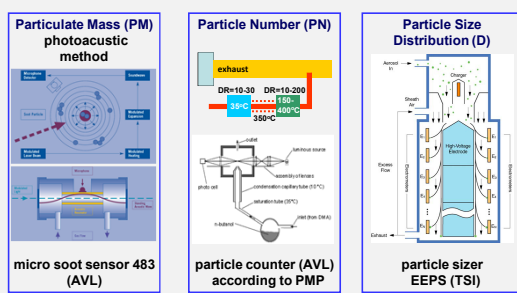 Particulate Mass (PM)
photoacustic
method
Microphone
Detector
Soundwave
Soot Particle
Modulated
Expansion
Modulated
Laser Beam
Modulated
Heating
micro soot sensor 483
(AVL)
Particle Number (PN)
exhaust
DR=10-30
DR=10-200
35°C
150-
400°C
350°C
outlet
luminous source
photo cell
assembly of lenses
condensation capillary tube (10°C)
saturation tube (35°C)
inlet (from DMA)
n-butanol
particle counter (AVL)
according to PMP
Particle Size
Distribution (D)
Aerosol
In
Charger
Sheath
Air
High-Voltage
Electrode
Excess
Flow
Electrometers
Electrometers
Exhaust
particle sizer
EEPS (TSI)